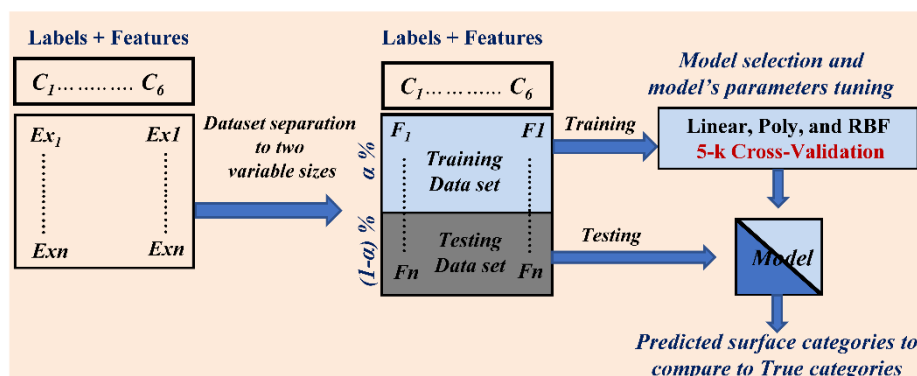 Labels + Features
C1............ C6
Ex1 Ex1
Exn Exn
Dataset separation
to two
variable sizes
Labels + Features
C1............ C6
α %
(1-α) %
F1 F1
Training
Data set
Testing
Data set
Fn Fn
Training
Testing
Model selection and
model's parameters tuning
Linear, Poly, and RBF
5-k Cross-Validation
Model
Predicted surface categories to
compare to True categories